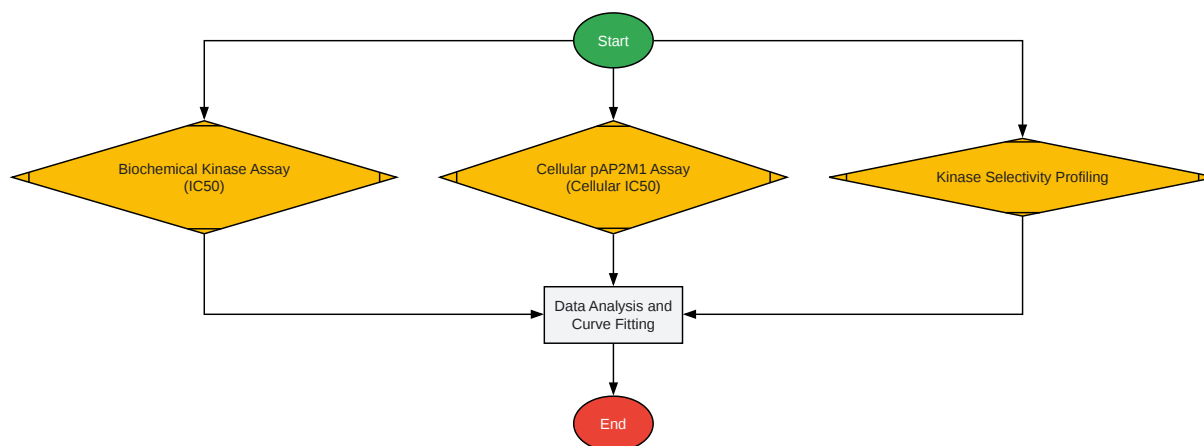 Start
Biochemical Kinase Assay
(IC50)
Cellular pAP2M1 Assay
(Cellular IC50)
Kinase Selectivity Profiling
Data Analysis and
Curve Fitting
End